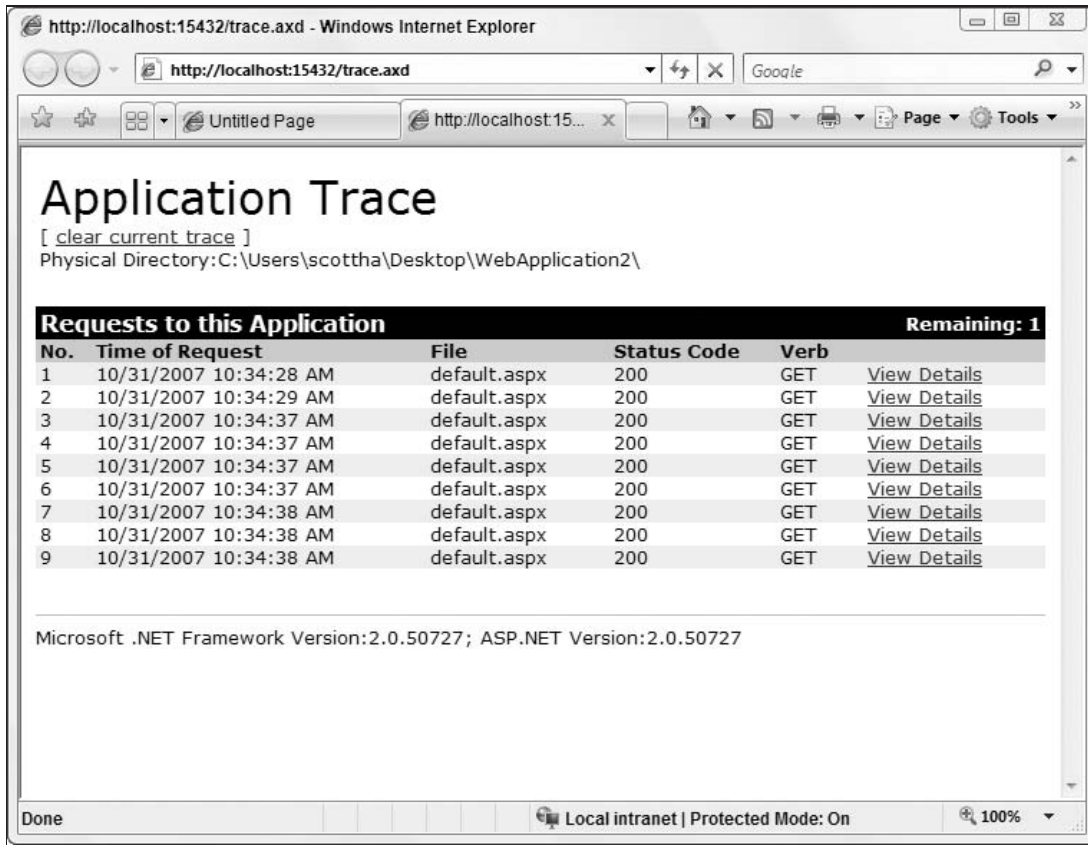 http://localhost:15432/trace.axd - Windows Internet Explorer
http://localhost:15432/trace.axd
Google
Untitled Page
http://localhost:15...
Page
Tools
Application Trace
[ clear current trace ]
Physical Directory:C:\Users\scottha\Desktop\WebApplication2\
Requests to this Application Remaining: 1
No. Time of Request File Status Code Verb
1 10/31/2007 10:34:28 AM default.aspx 200 GET View Details
2 10/31/2007 10:34:29 AM default.aspx 200 GET View Details
3 10/31/2007 10:34:37 AM default.aspx 200 GET View Details
4 10/31/2007 10:34:37 AM default.aspx 200 GET View Details
5 10/31/2007 10:34:37 AM default.aspx 200 GET View Details
6 10/31/2007 10:34:37 AM default.aspx 200 GET View Details
7 10/31/2007 10:34:38 AM default.aspx 200 GET View Details
8 10/31/2007 10:34:38 AM default.aspx 200 GET View Details
9 10/31/2007 10:34:38 AM default.aspx 200 GET View Details
Microsoft .NET Framework Version:2.0.50727; ASP.NET Version:2.0.50727
Done
Local intranet | Protected Mode: On
100%